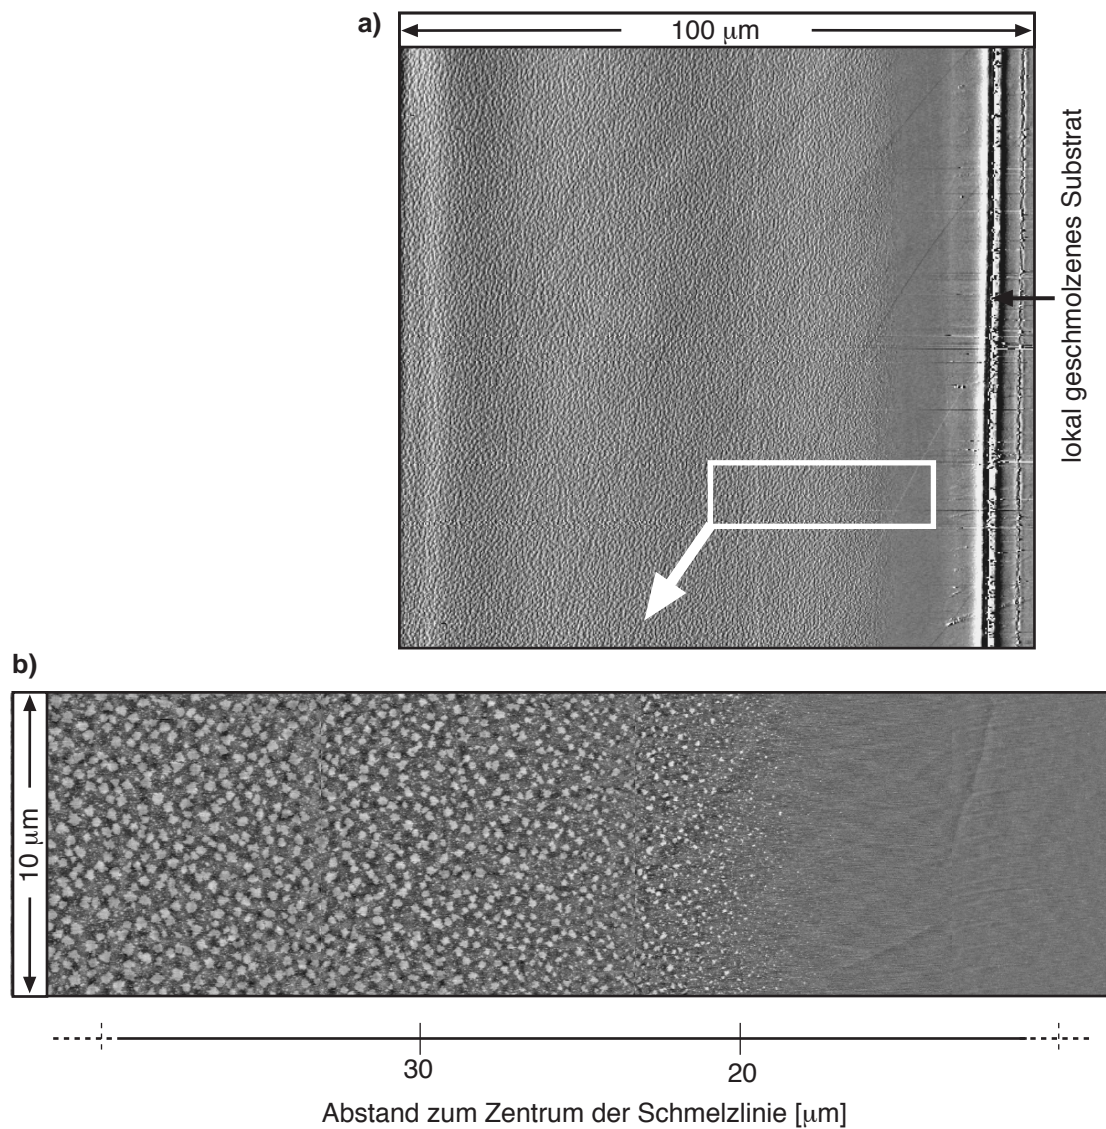 a)
100 μm
lokal geschmolzenes Substrat
b)
10 μm
30
20
Abstand zum Zentrum der Schmelzlinie [μm]